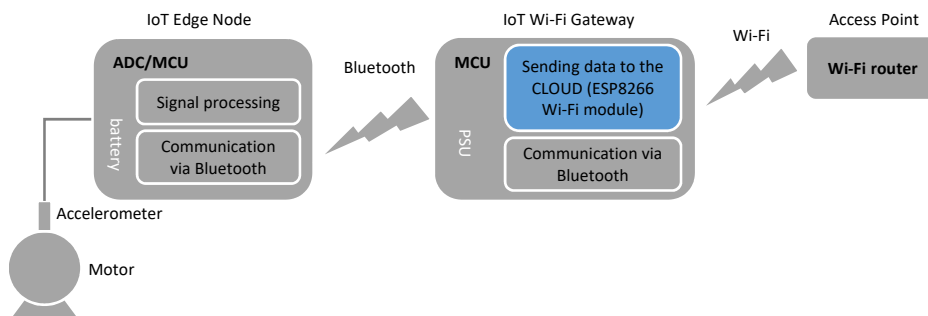 IoT Edge Node
IoT Wi-Fi Gateway
Access Point
ADC/MCU
Signal processing
Communication
via Bluetooth
battery
Bluetooth
MCU
Sending data to the
CLOUD (ESP8266
Wi-Fi module)
Communication via
Bluetooth
PSU
Wi-Fi
Wi-Fi router
Accelerometer
Motor